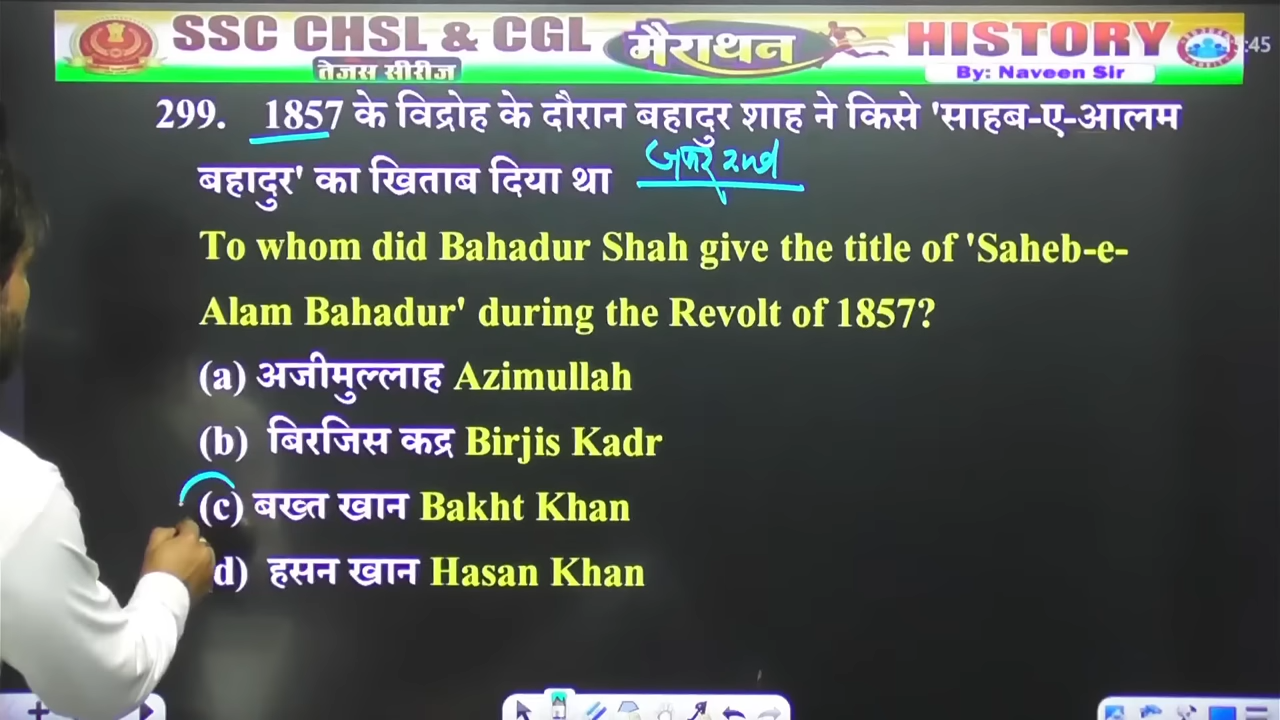 SSC CHSL & CGL
तेजस सीरीज
मैराथन
HISTORY
By: Naveen Sir
:45
299. 1857 के विद्रोह के दौरान बहादुर शाह ने किसे 'साहब-ए-आलम
बहादुर' का खिताब दिया था
To whom did Bahadur Shah give the title of 'Saheb-e-
Alam Bahadur' during the Revolt of 1857?
(a) अजीमुल्लाह Azimullah
(b) बिरजिस कद्र Birjis Kadr
(c) बख्त खान Bakht Khan
d) हसन खान Hasan Khan